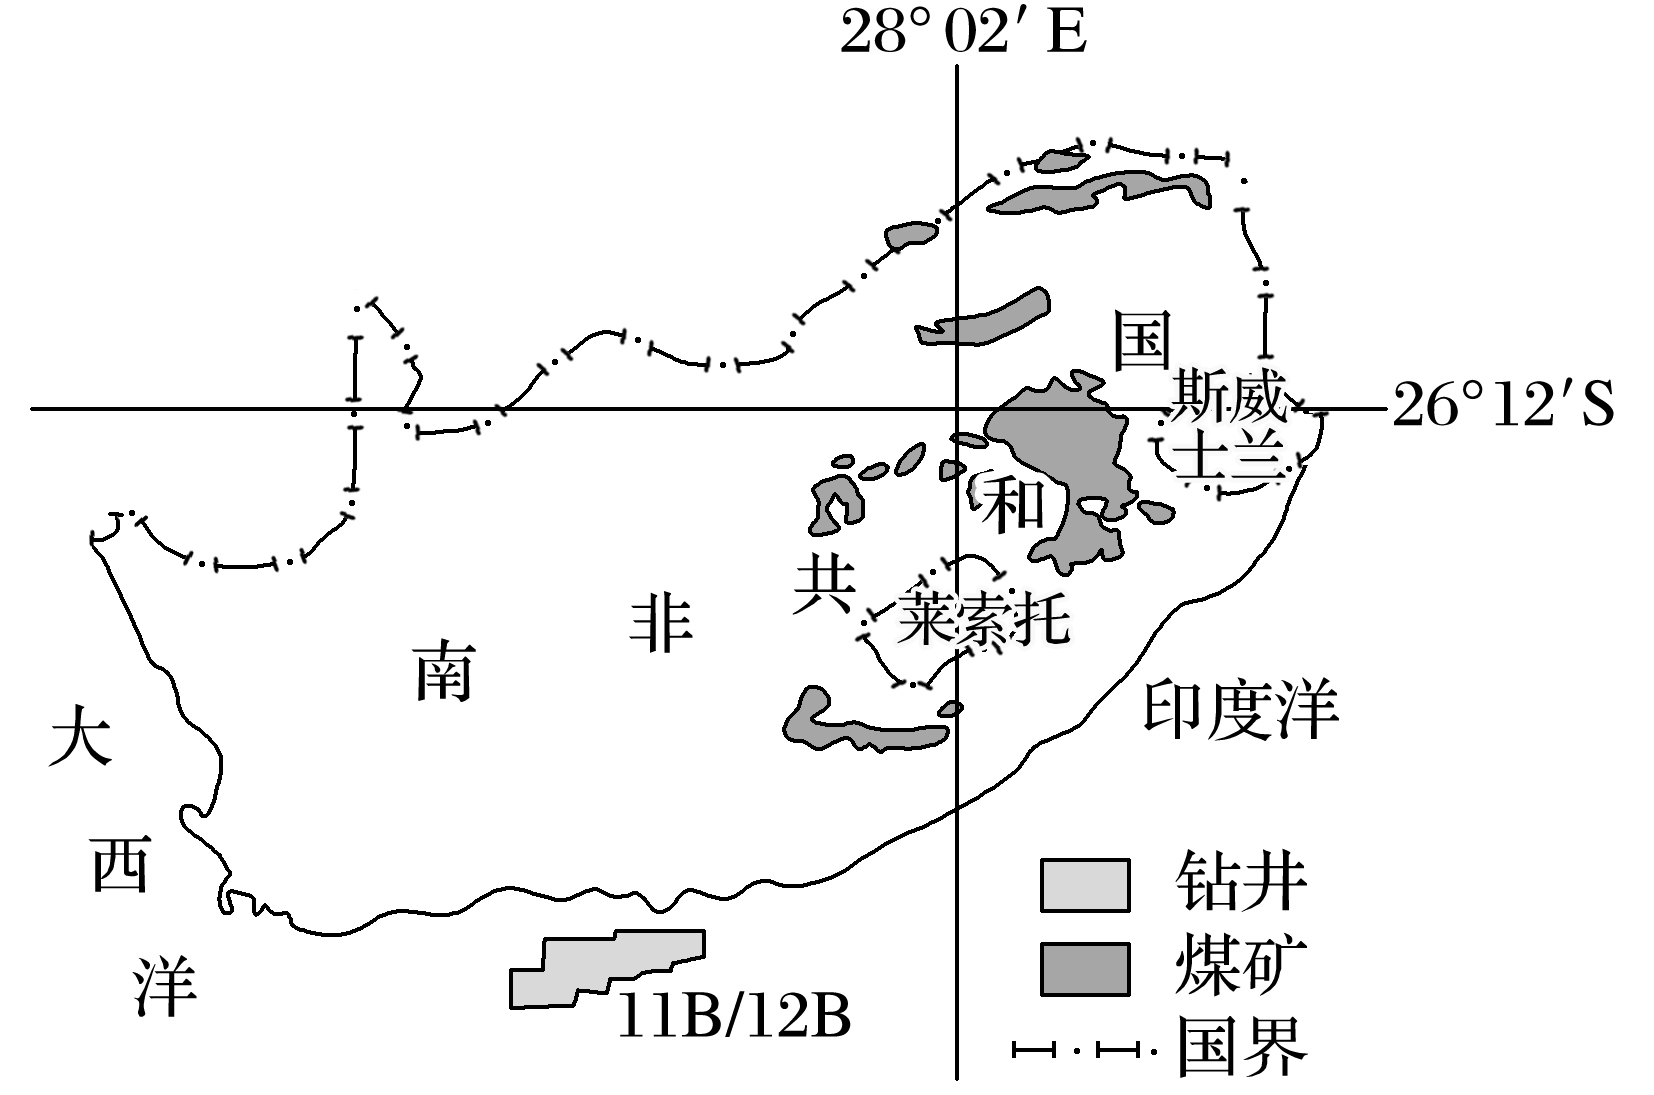 28°02′E
国
斯威
士兰
26°12′S
和
共
莱索托
非
南
印度洋
大
西
洋
11B/12B
钻井
煤矿
国界